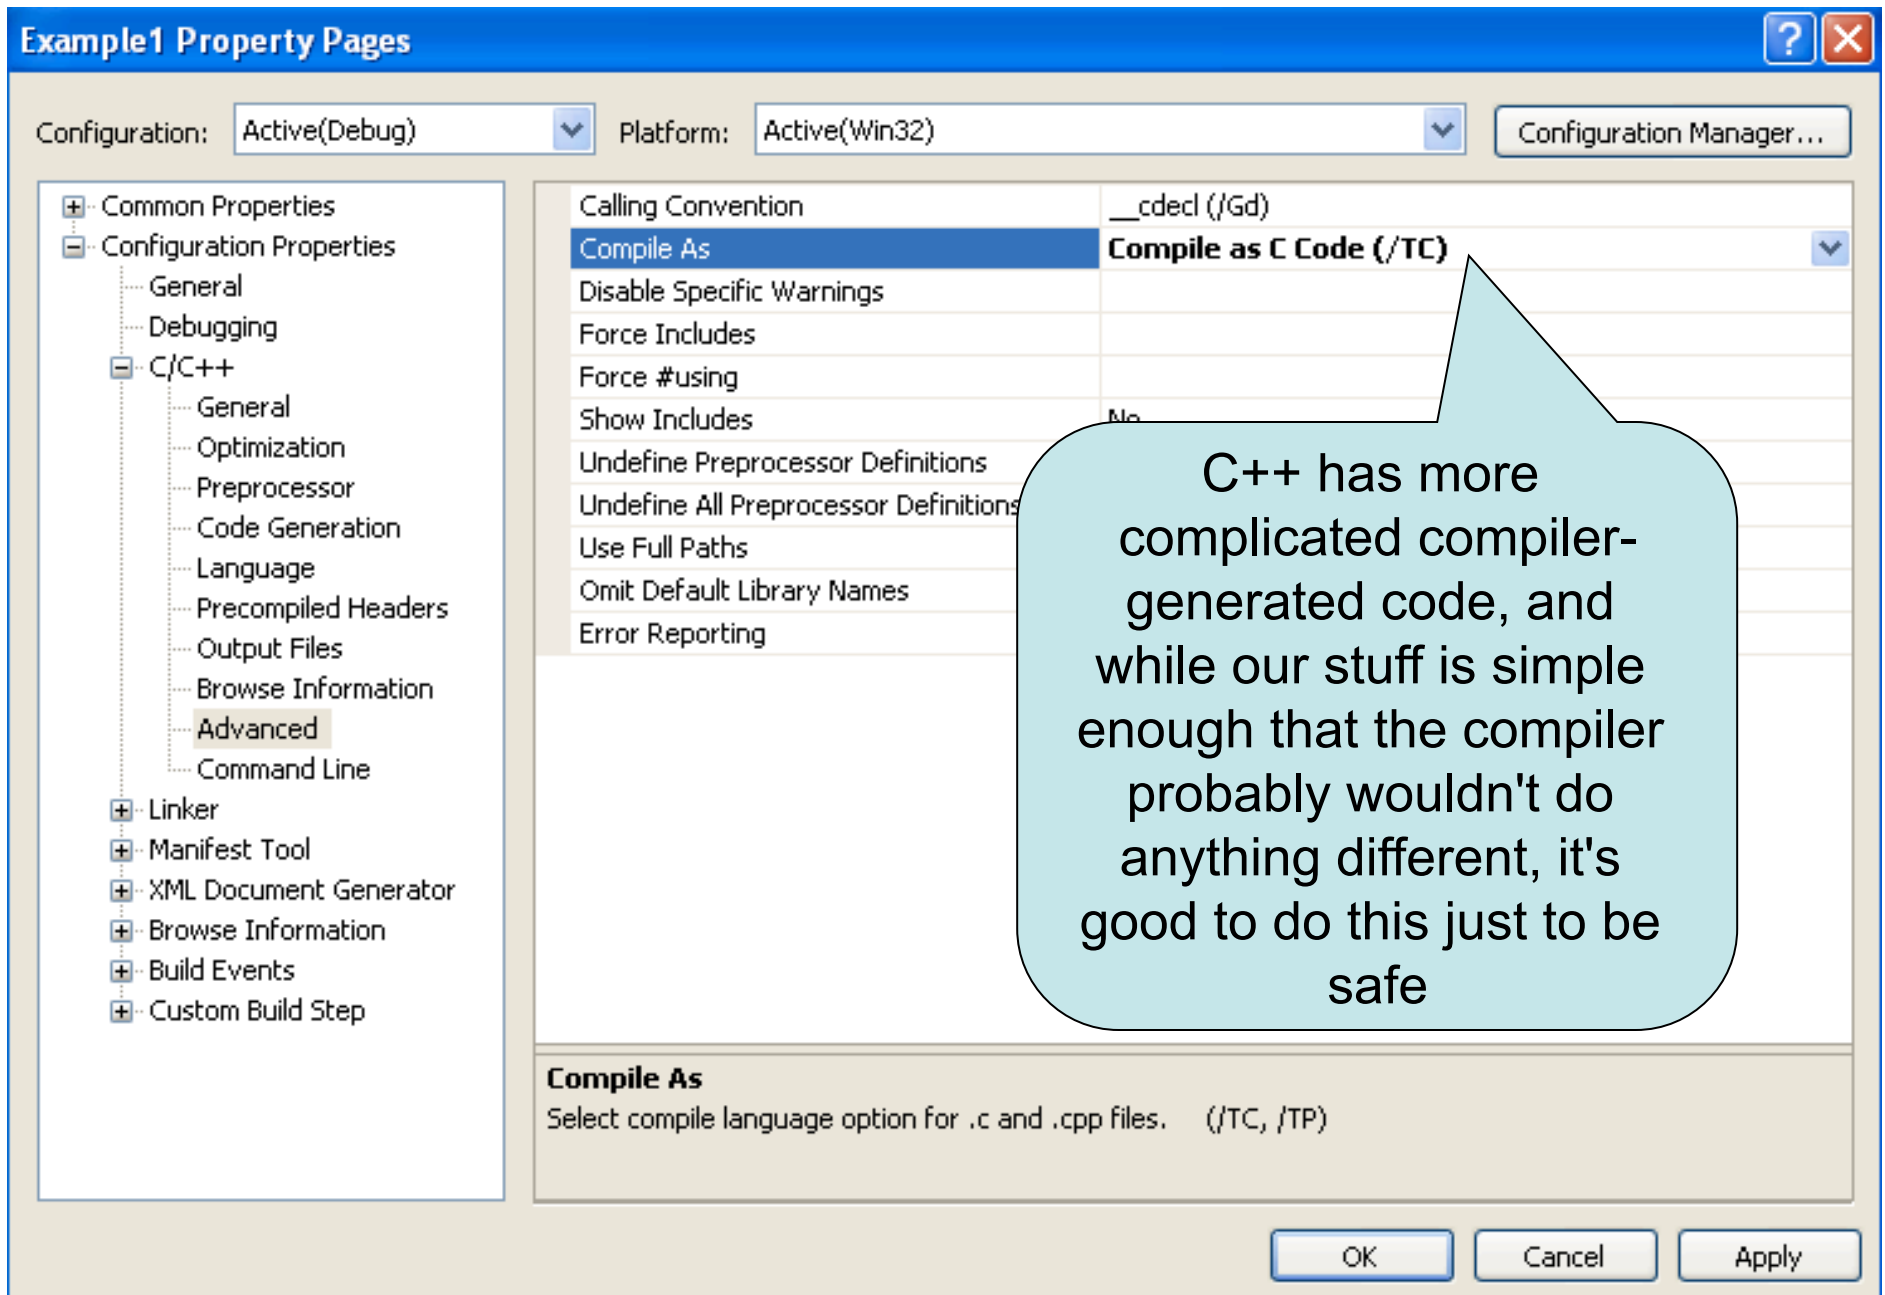 Example1 Property Pages
Configuration: Active(Debug) Platform: Active(Win32) Configuration Manager...
Common Properties
Configuration Properties
General
Debugging
C/C++
General
Optimization
Preprocessor
Code Generation
Language
Precompiled Headers
Output Files
Browse Information
Advanced
Command Line
Linker
Manifest Tool
XML Document Generator
Browse Information
Build Events
Custom Build Step
Calling Convention __cdecl (/Gd)
Compile As Compile as C Code (/TC)
Disable Specific Warnings
Force Includes
Force #using
Show Includes No
Undefine Preprocessor Definitions
Undefine All Preprocessor Definitions
Use Full Paths
Omit Default Library Names
Error Reporting
C++ has more
complicated compiler-
generated code, and
while our stuff is simple
enough that the compiler
probably wouldn't do
anything different, it's
good to do this just to be
safe
Compile As
Select compile language option for .c and .cpp files. (/TC, /TP)
OK Cancel Apply